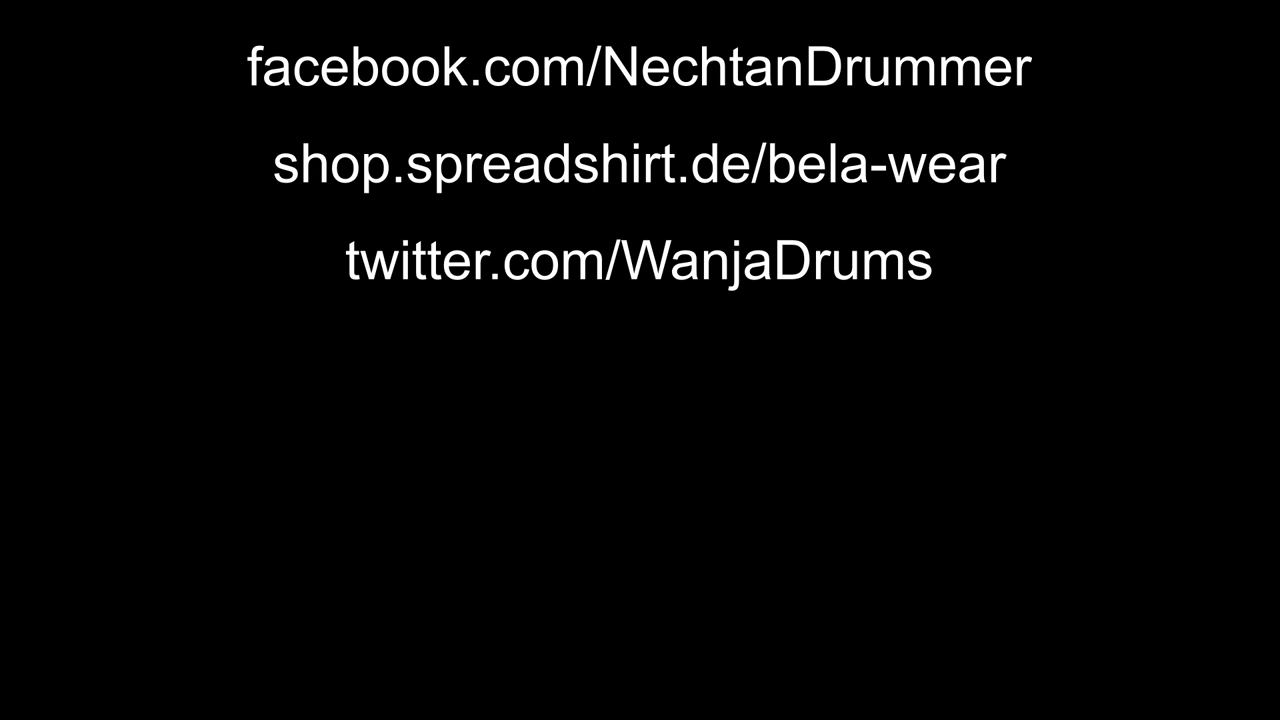 facebook.com/NechtanDrummer
shop.spreadshirt.de/bela-wear
twitter.com/WanjaDrums